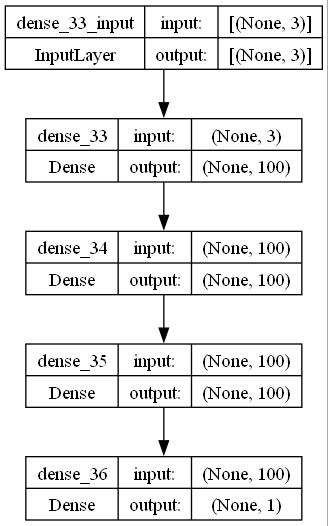 dense_33_input input: [(None, 3)]
InputLayer output: [(None, 3)]
dense_33 input: (None, 3)
Dense output: (None, 100)
dense_34 input: (None, 100)
Dense output: (None, 100)
dense_35 input: (None, 100)
Dense output: (None, 100)
dense_36 input: (None, 100)
Dense output: (None, 1)